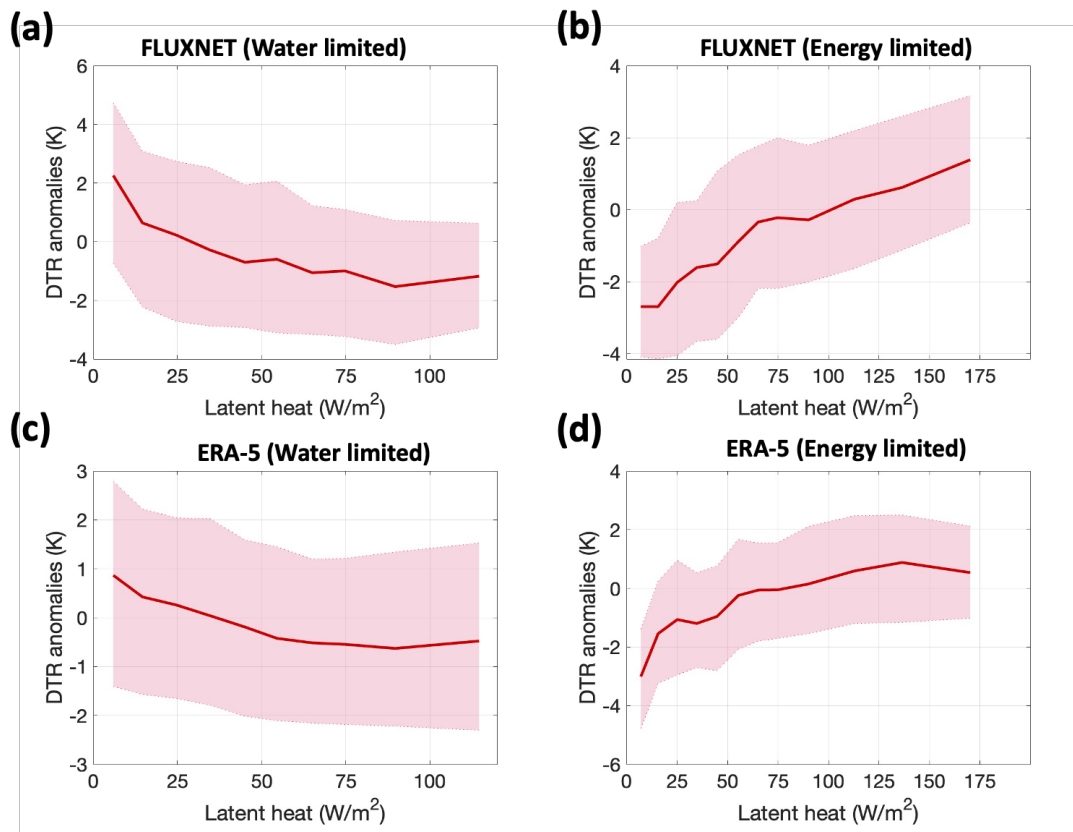 (a)
FLUXNET (Water limited)
6
4
2
0
-2
-4
DTR anomalies (K)
0 25 50 75 100
Latent heat (W/m²)
(b)
FLUXNET (Energy limited)
4
2
0
-2
-4
DTR anomalies (K)
0 25 50 75 100 125 150 175
Latent heat (W/m²)
(c)
ERA-5 (Water limited)
3
2
1
0
-1
-2
-3
DTR anomalies (K)
0 25 50 75 100
Latent heat (W/m²)
(d)
ERA-5 (Energy limited)
4
2
0
-2
-4
-6
DTR anomalies (K)
0 25 50 75 100 125 150 175
Latent heat (W/m²)